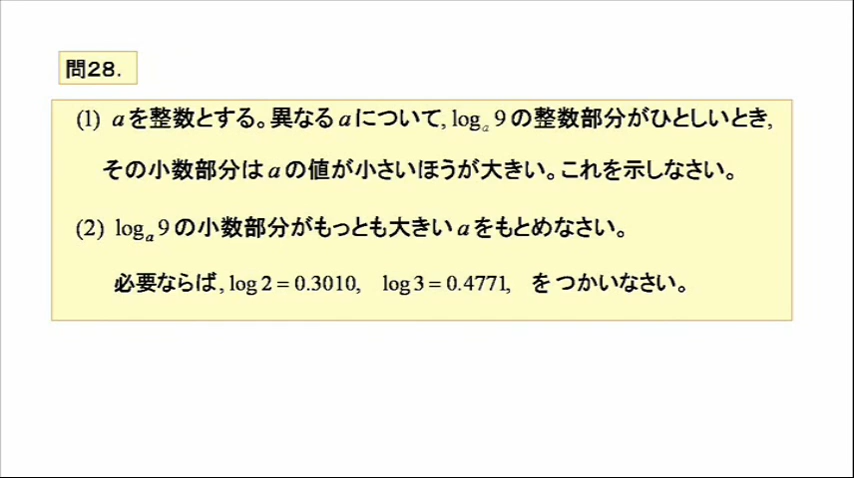 問28.
(1) aを整数とする。異なるaについて, logₐ 9の整数部分がひとしいとき,
その小数部分はaの値が小さいほうが大きい。これを示しなさい。
(2) logₐ 9の小数部分がもっとも大きいaをもとめなさい。
必要ならば, log 2 = 0.3010, log 3 = 0.4771, をつかいなさい。